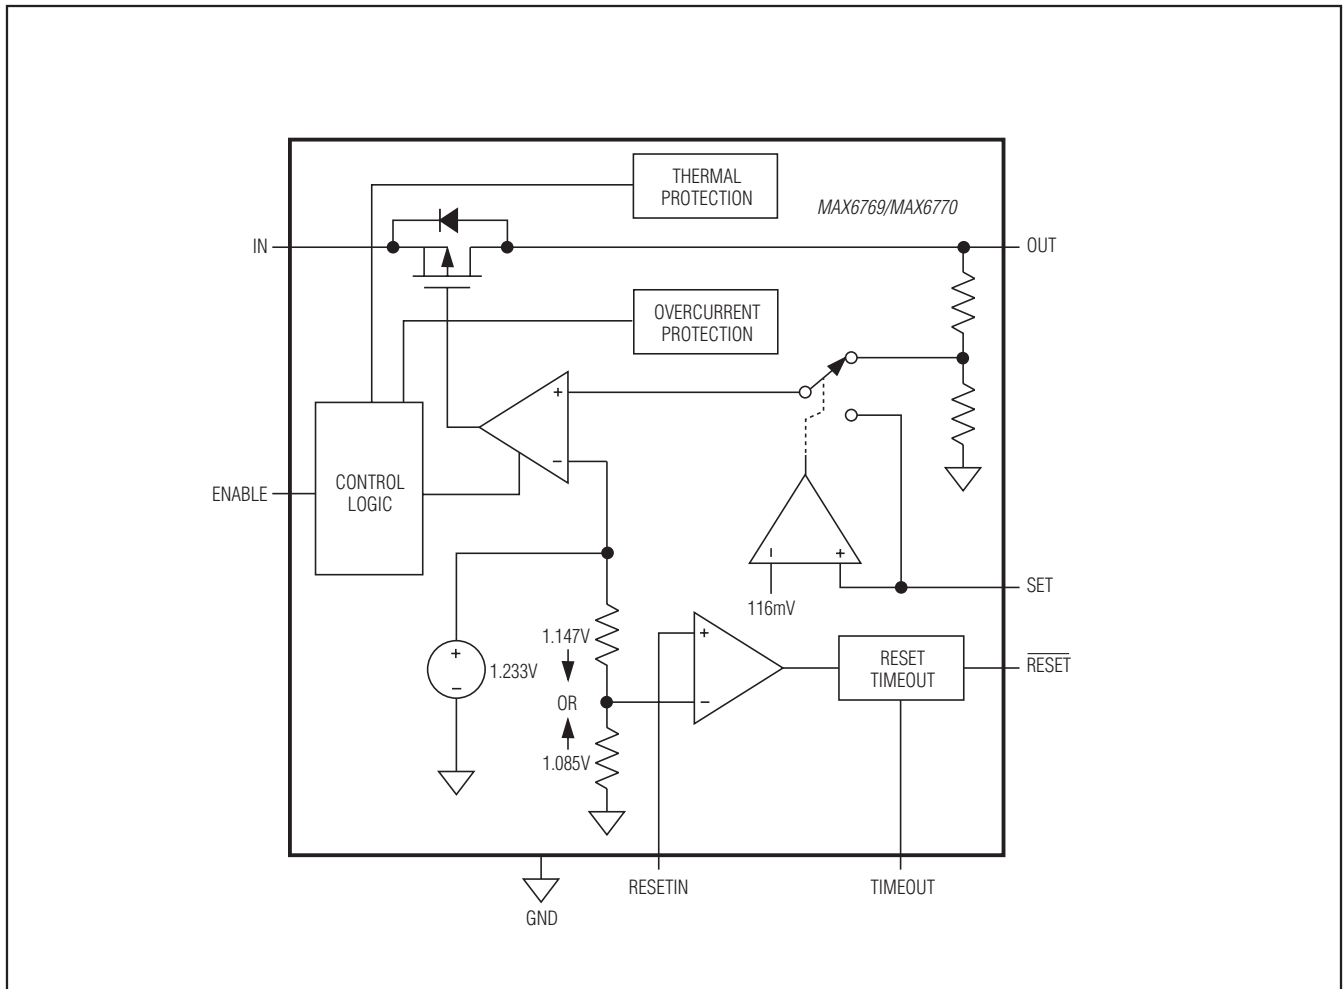 THERMAL
PROTECTION
MAX6769/MAX6770
IN
OUT
OVERCURRENT
PROTECTION
+
−
CONTROL
LOGIC
ENABLE
−
+
116mV
SET
1.147V
+
−
1.233V
OR
1.085V
+
−
RESET
TIMEOUT
RESET
RESETIN
TIMEOUT
GND